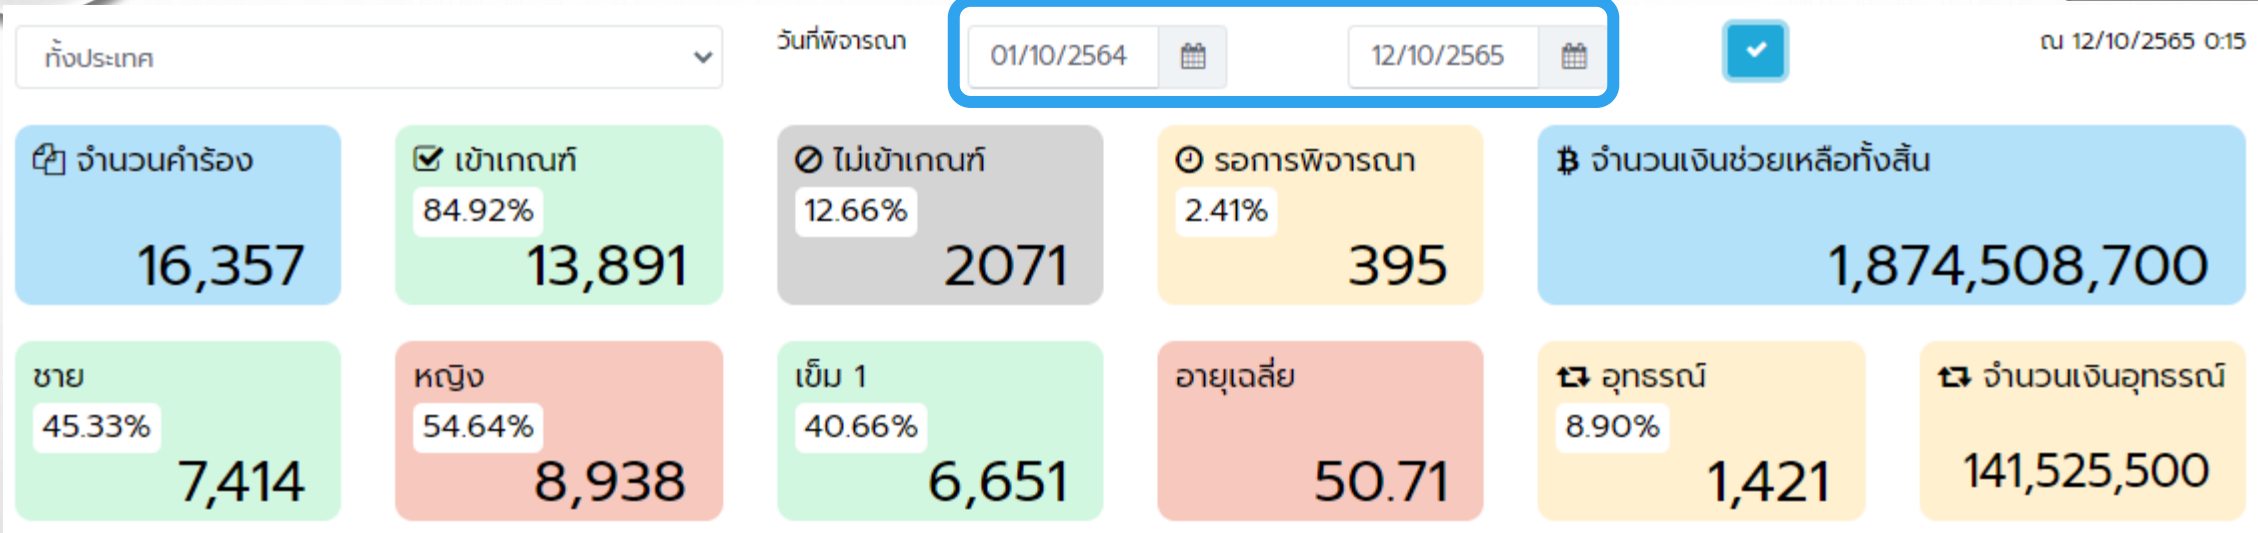 ทั้งประเทศ
วันที่พิจารณา
01/10/2564
12/10/2565
ณ 12/10/2565 0:15
จำนวนคำร้อง
16,357
เข้าเกณฑ์
84.92%
13,891
ไม่เข้าเกณฑ์
12.66%
2071
รอการพิจารณา
2.41%
395
จำนวนเงินช่วยเหลือทั้งสิ้น
1,874,508,700
ชาย
45.33%
7,414
หญิง
54.64%
8,938
เข็ม 1
40.66%
6,651
อายุเฉลี่ย
50.71
อุทธรณ์
8.90%
1,421
จำนวนเงินอุทธรณ์
141,525,500